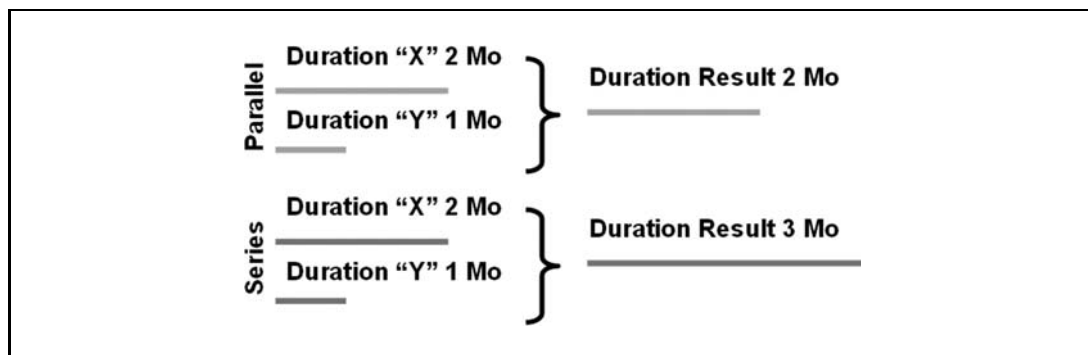 Parallel
Duration “X” 2 Mo
Duration “Y” 1 Mo
Duration Result 2 Mo
Series
Duration “X” 2 Mo
Duration “Y” 1 Mo
Duration Result 3 Mo